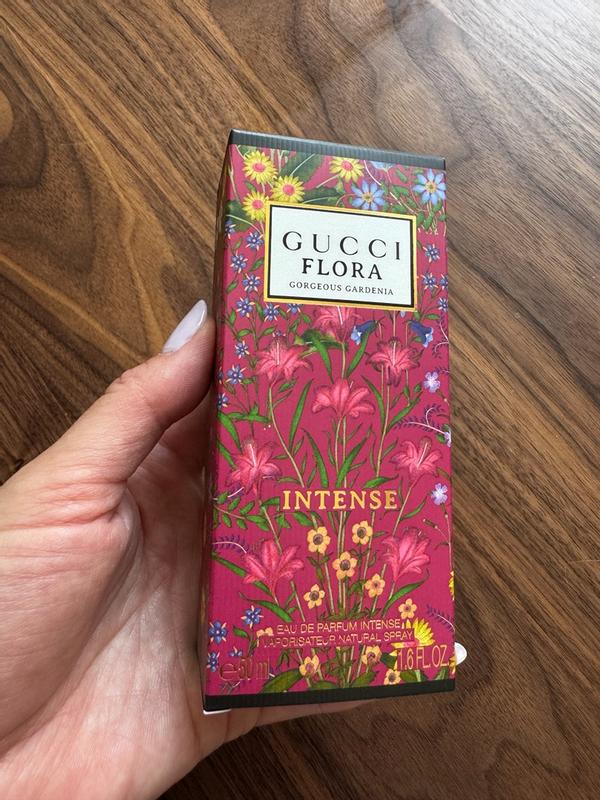 GUCCI
FLORA
GORGEOUS GARDENIA
INTENSE
EAU DE PARFUM INTENSE
VAPORISATEUR NATURAL SPRAY
℮50 ml 1.6 FL.OZ.